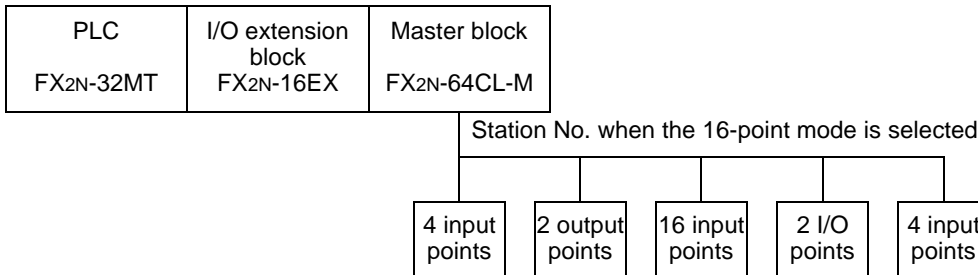 PLC
FX2N-32MT
I/O extension
block
FX2N-16EX
Master block
FX2N-64CL-M
Station No. when the 16-point mode is selected
4 input
points
2 output
points
16 input
points
2 I/O
points
4 input
points